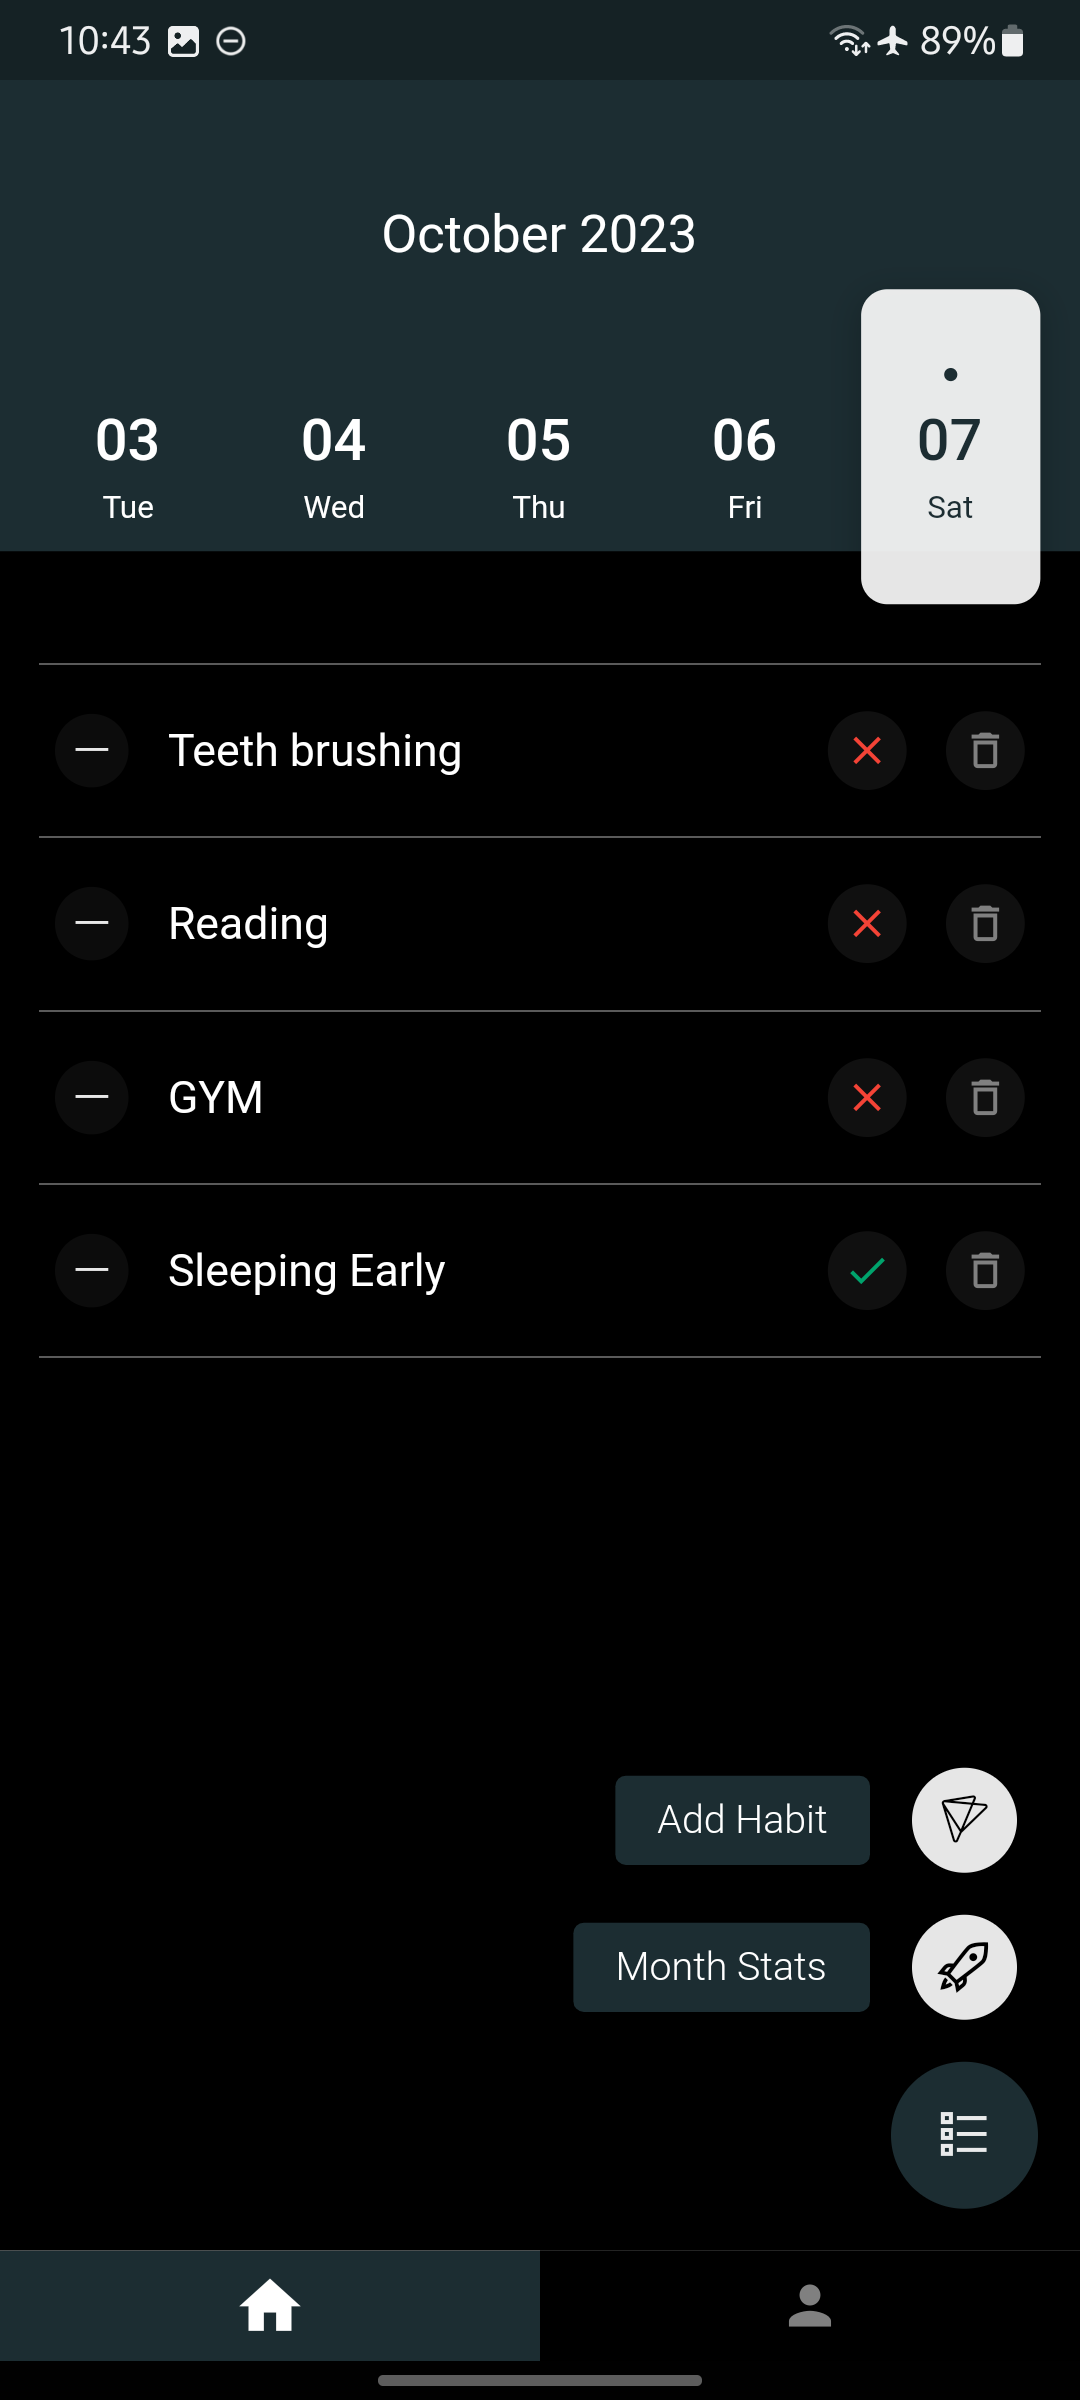 10:43 89%
October 2023
03 04 05 06 07
Tue Wed Thu Fri Sat
Teeth brushing
Reading
GYM
Sleeping Early
Add Habit
Month Stats